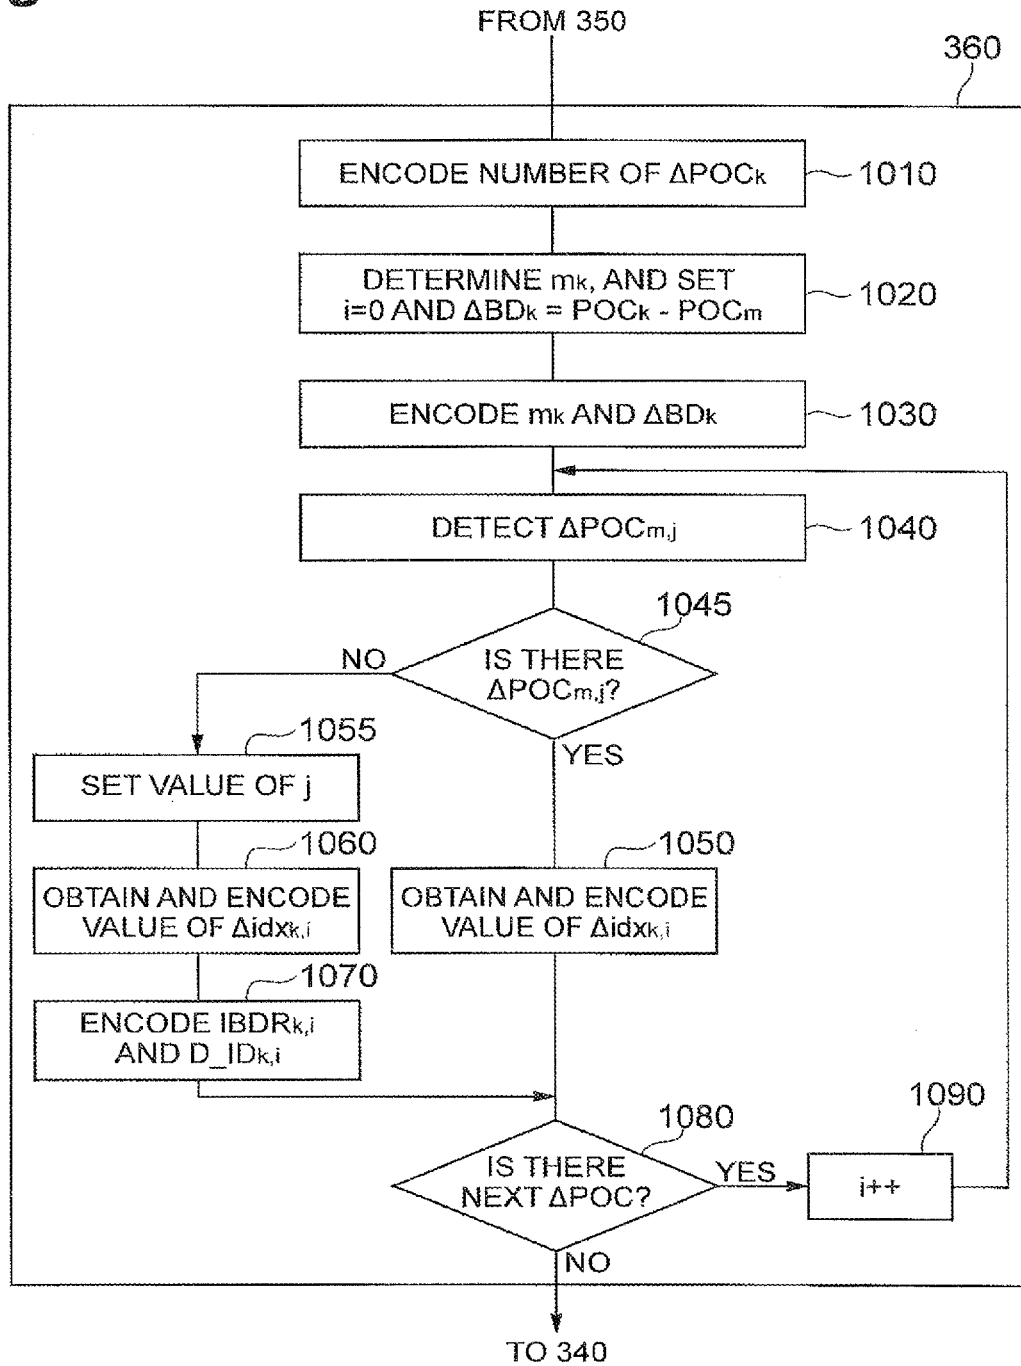 FROM 350
360
ENCODE NUMBER OF ΔPOCk
1010
DETERMINE mk, AND SET
i=0 AND ΔBDk = POCk - POCm
1020
ENCODE mk AND ΔBDk
1030
DETECT ΔPOCm,j
1040
1045
IS THERE
ΔPOCm,j?
NO
YES
1055
SET VALUE OF j
1060
OBTAIN AND ENCODE
VALUE OF Δidxk,i
1050
OBTAIN AND ENCODE
VALUE OF Δidxk,i
1070
ENCODE IBDRk,i
AND D_IDk,i
1080
IS THERE
NEXT ΔPOC?
YES
1090
i++
NO
TO 340